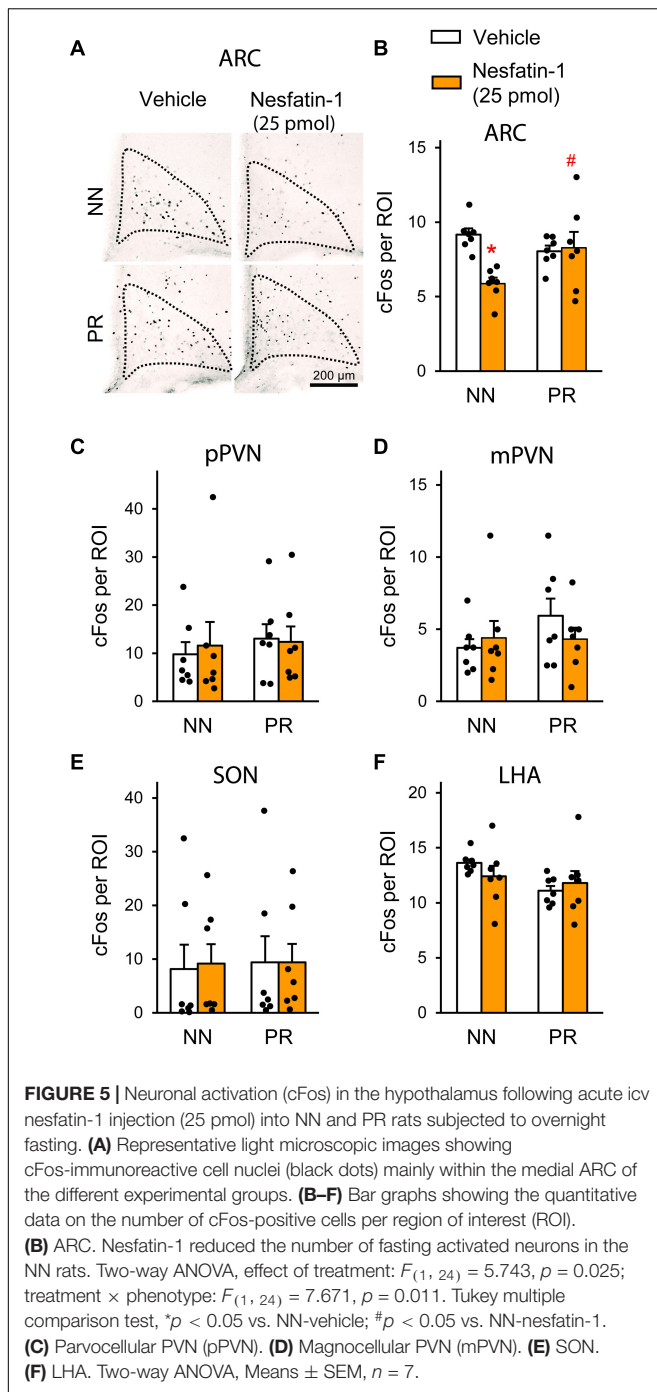 A
ARC
Vehicle
Nesfatin-1
(25 pmol)
NN
PR
200 µm
B
Vehicle
Nesfatin-1
(25 pmol)
ARC
cFos per ROI
15
10
5
0
*
#
NN
PR
C
pPVN
cFos per ROI
40
30
20
10
0
NN
PR
D
mPVN
cFos per ROI
15
10
5
0
NN
PR
E
SON
cFos per ROI
40
30
20
10
0
NN
PR
F
LHA
cFos per ROI
20
15
10
5
0
NN
PR
FIGURE 5 | Neuronal activation (cFos) in the hypothalamus following acute icv
nesfatin-1 injection (25 pmol) into NN and PR rats subjected to overnight
fasting. (A) Representative light microscopic images showing
cFos-immunoreactive cell nuclei (black dots) mainly within the medial ARC of
the different experimental groups. (B–F) Bar graphs showing the quantitative
data on the number of cFos-positive cells per region of interest (ROI).
(B) ARC. Nesfatin-1 reduced the number of fasting activated neurons in the
NN rats. Two-way ANOVA, effect of treatment: F(1, 24) = 5.743, p = 0.025;
treatment × phenotype: F(1, 24) = 7.671, p = 0.011. Tukey multiple
comparison test, *p < 0.05 vs. NN-vehicle; #p < 0.05 vs. NN-nesfatin-1.
(C) Parvocellular PVN (pPVN). (D) Magnocellular PVN (mPVN). (E) SON.
(F) LHA. Two-way ANOVA, Means ± SEM, n = 7.